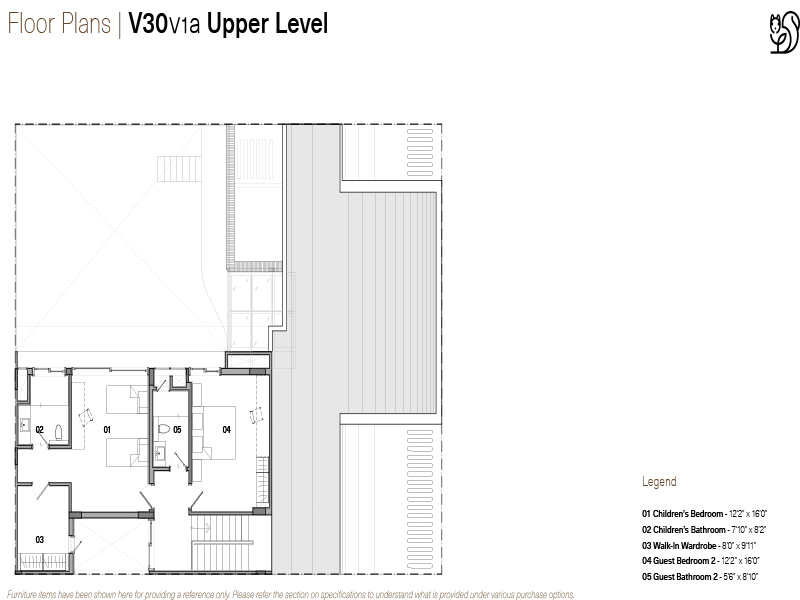 Floor Plans | V30V1a Upper Level
02
01
05
04
03
Legend
01 Children's Bedroom - 12'2" x 16'0"
02 Children's Bathroom - 7'10" x 8'2"
03 Walk-In Wardrobe - 8'0" x 9'11"
04 Guest Bedroom 2 - 12'2" x 16'0"
05 Guest Bathroom 2 - 5'6" x 8'10"
Furniture items have been shown here for providing a reference only. Please refer the section on specifications to understand what is provided under various purchase options.